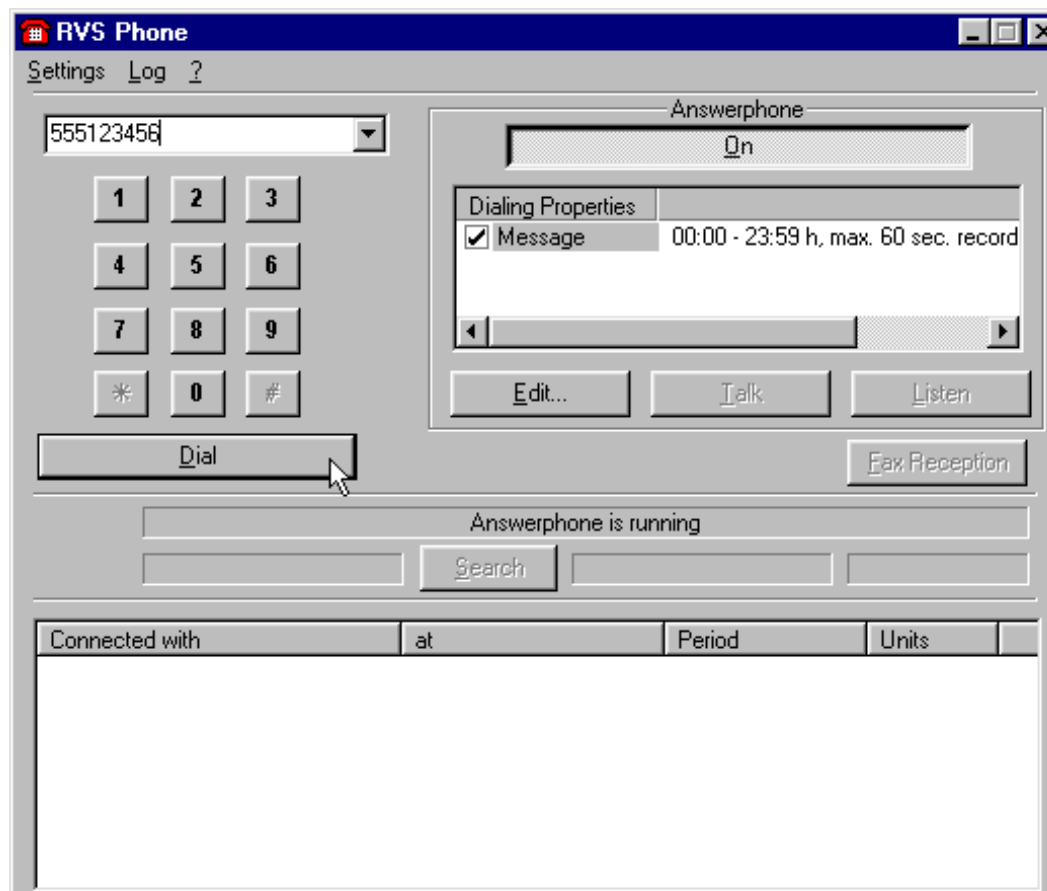 RVS Phone
Settings Log ?
555123456
Answerphone
On
1 2 3
Dialing Properties
Message 00:00 - 23:59 h, max. 60 sec. record
4 5 6
7 8 9
* 0 #
Edit... Talk Listen
Dial
Fax Reception
Answerphone is running
Search
Connected with at Period Units